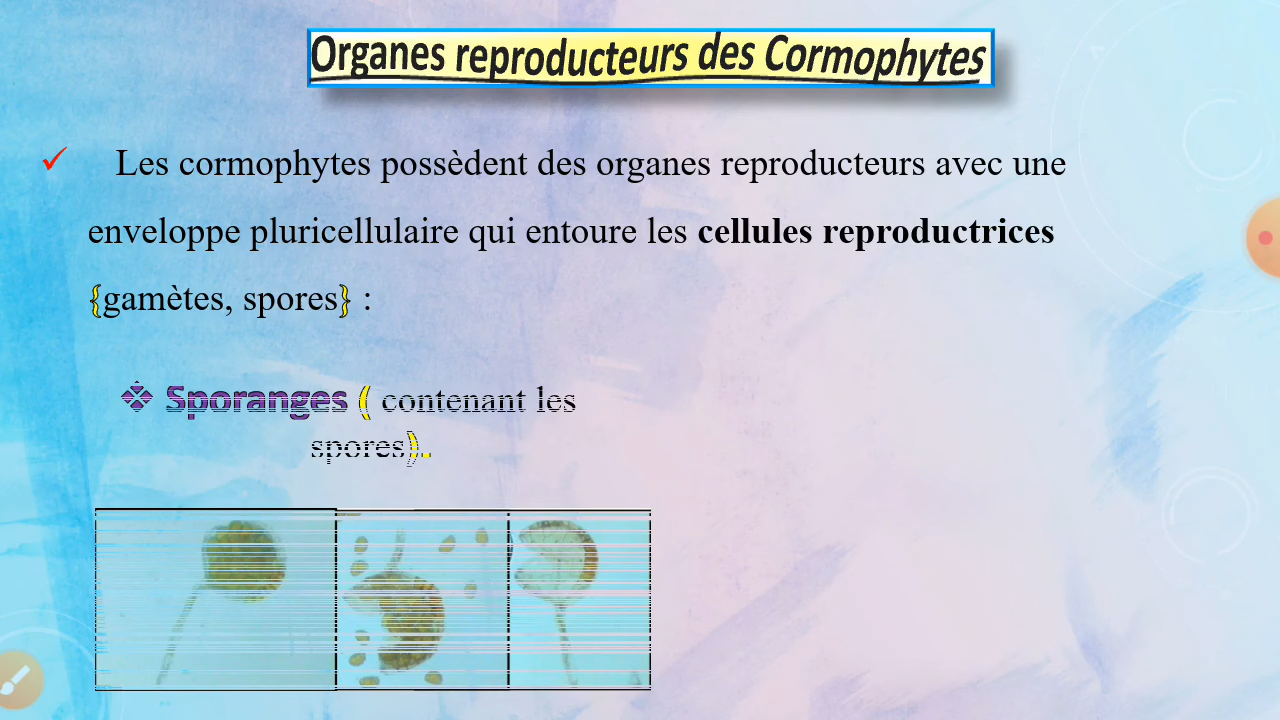 Organes reproducteurs des Cormophytes
✓ Les cormophytes possèdent des organes reproducteurs avec une
enveloppe pluricellulaire qui entoure les cellules reproductrices
{gamètes, spores} :
❖ Sporanges ( contenant les
spores)..